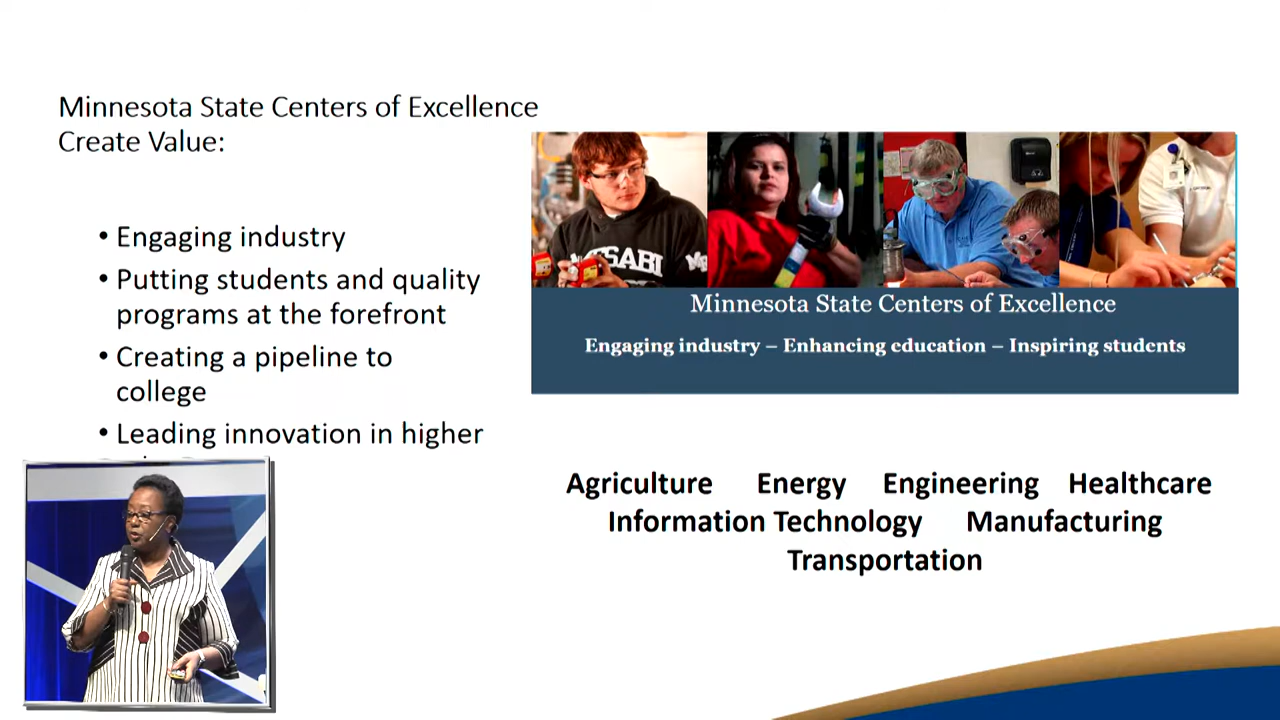 Minnesota State Centers of Excellence
Create Value:
• Engaging industry
• Putting students and quality
programs at the forefront
• Creating a pipeline to
college
• Leading innovation in higher
Minnesota State Centers of Excellence
Engaging industry – Enhancing education – Inspiring students
Agriculture Energy Engineering Healthcare
Information Technology Manufacturing
Transportation